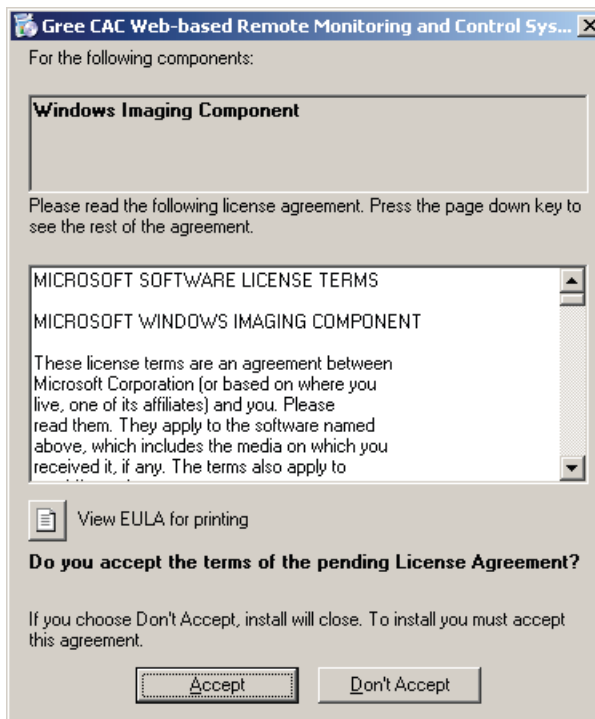 Gree CAC Web-based Remote Monitoring and Control Sys...
For the following components:
Windows Imaging Component
Please read the following license agreement. Press the page down key to
see the rest of the agreement.
MICROSOFT SOFTWARE LICENSE TERMS
MICROSOFT WINDOWS IMAGING COMPONENT
These license terms are an agreement between
Microsoft Corporation (or based on where you
live, one of its affiliates) and you. Please
read them. They apply to the software named
above, which includes the media on which you
received it, if any. The terms also apply to
View EULA for printing
Do you accept the terms of the pending License Agreement?
If you choose Don't Accept, install will close. To install you must accept
this agreement.
Accept
Don't Accept